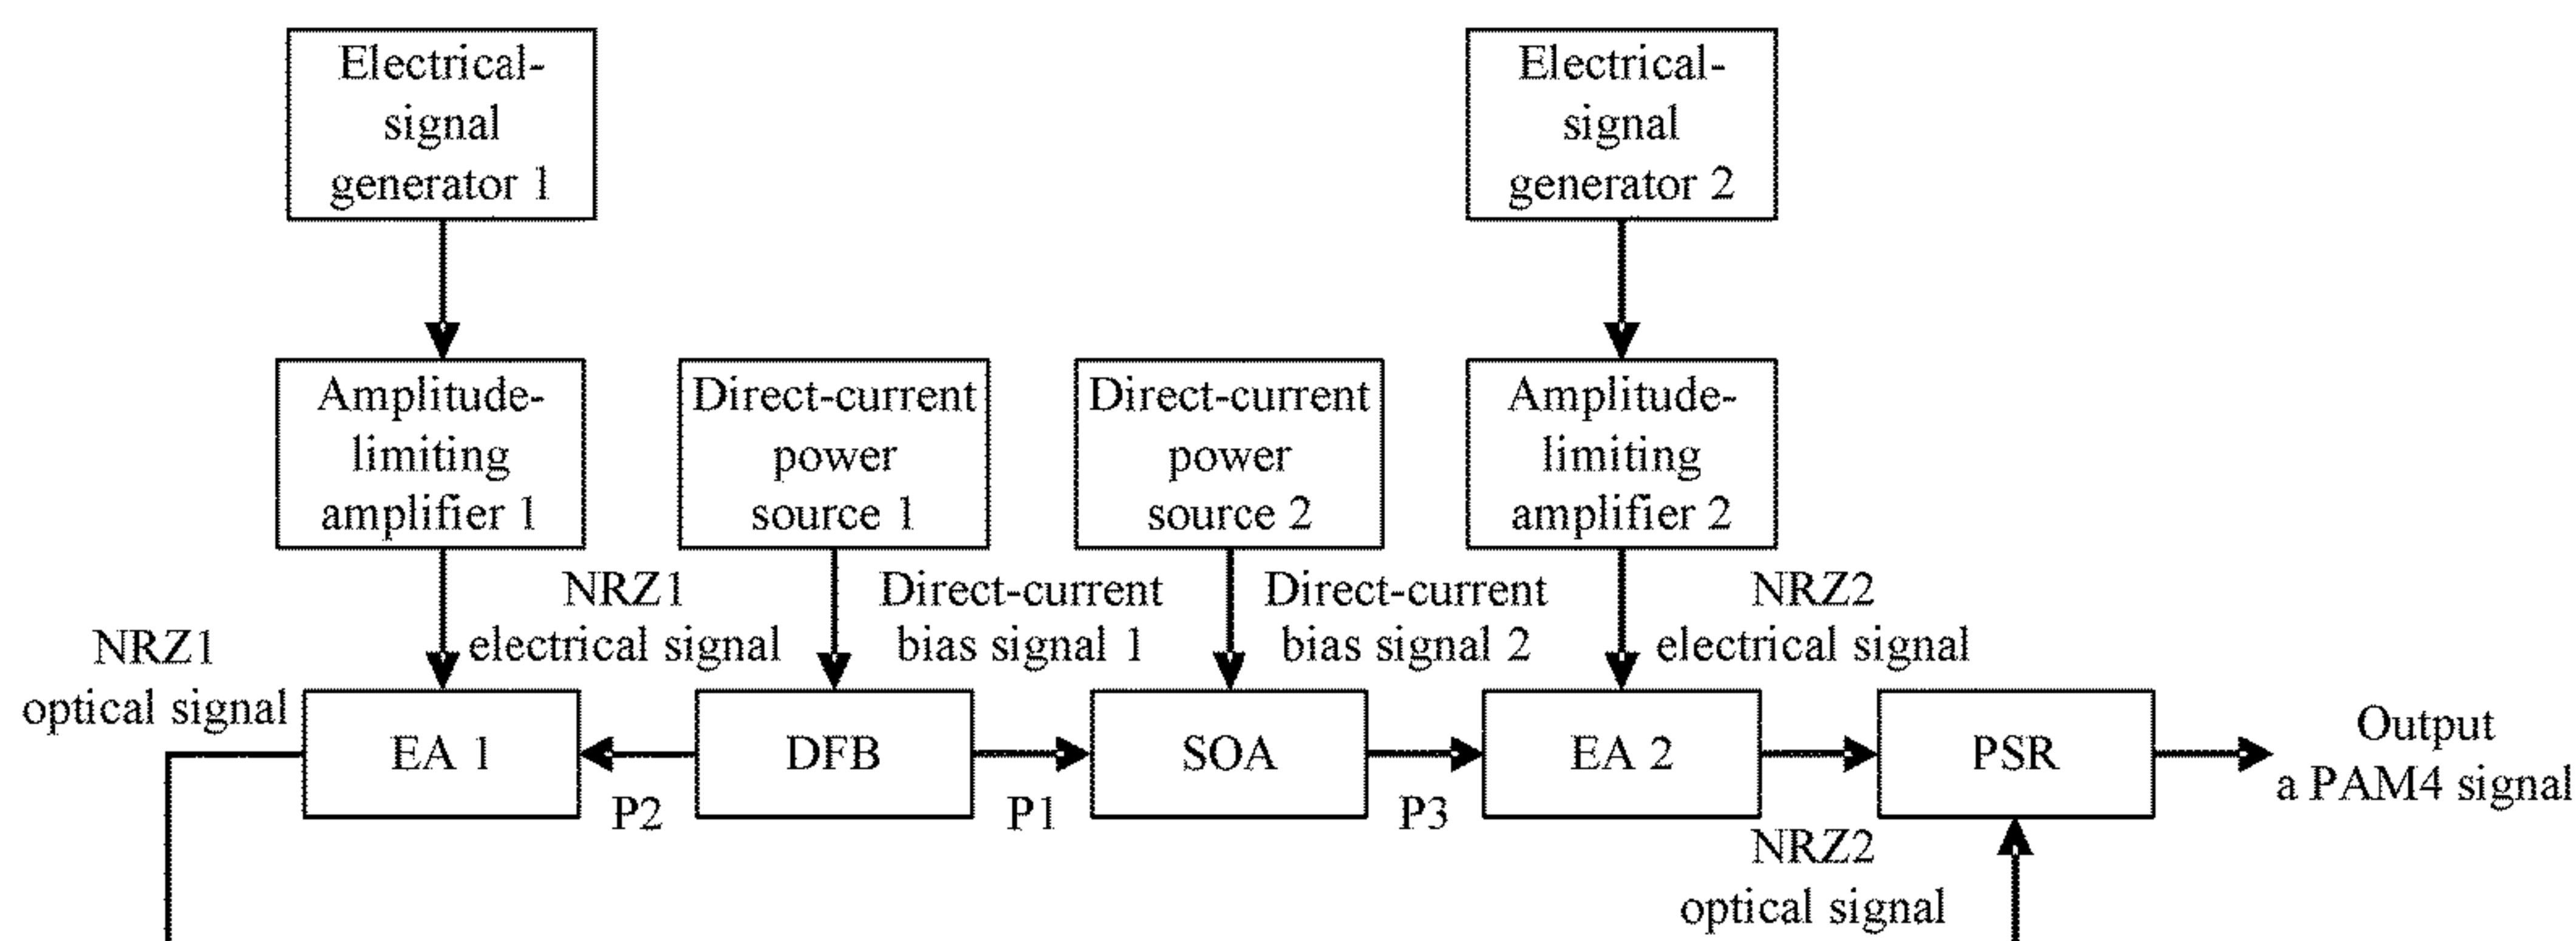 Electrical-
signal
generator 1
Electrical-
signal
generator 2
Amplitude-
limiting
amplifier 1
Direct-current
power
source 1
Direct-current
power
source 2
Amplitude-
limiting
amplifier 2
NRZ1
optical signal
NRZ1
electrical signal
Direct-current
bias signal 1
Direct-current
bias signal 2
NRZ2
electrical signal
EA 1
P2
DFB
P1
SOA
P3
EA 2
NRZ2
optical signal
PSR
Output
a PAM4 signal